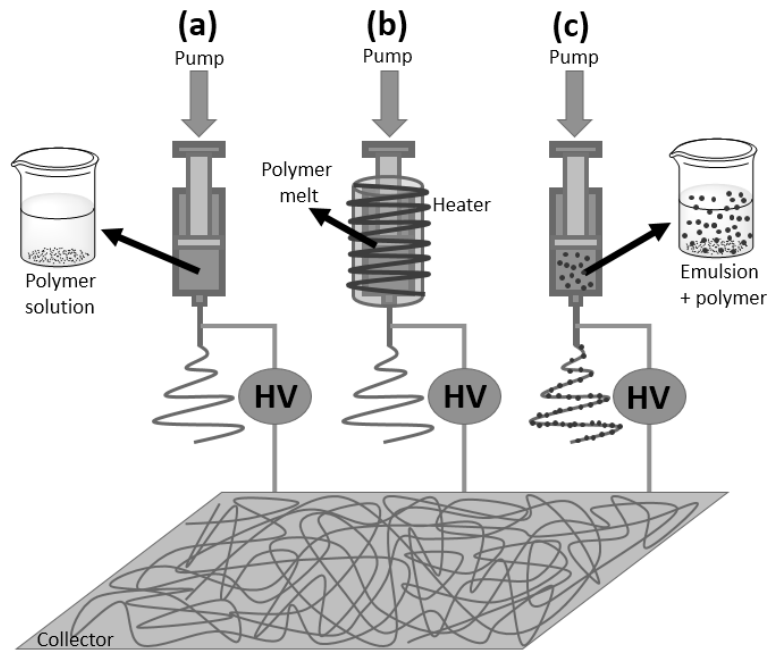 (a)
(b)
(c)
Pump
Pump
Pump
Polymer
melt
Heater
Polymer
solution
Emulsion
+ polymer
HV
HV
HV
Collector